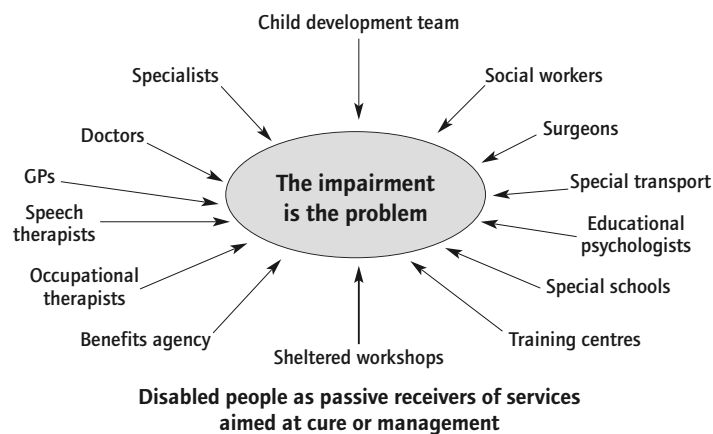 Child development team
Specialists
Social workers
Doctors
Surgeons
GPs
Special transport
Speech
therapists
Educational
psychologists
Occupational
therapists
Special schools
Benefits agency
Training centres
Sheltered workshops
The impairment
is the problem
Disabled people as passive receivers of services
aimed at cure or management